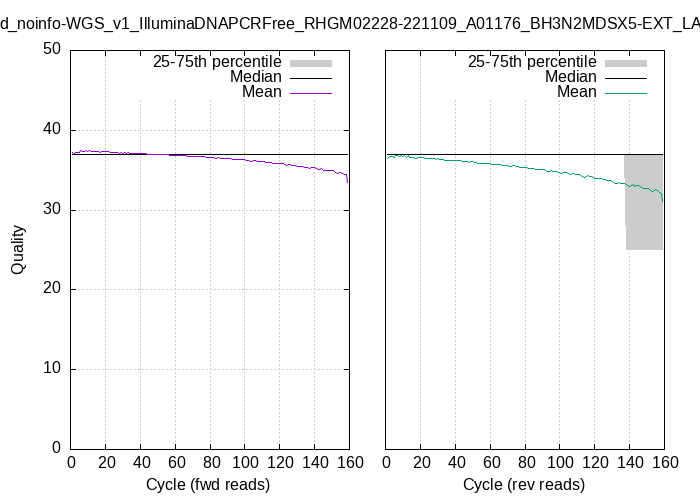 d_noinfo-WGS_v1_IlluminaDNAPCRFree_RHGM02228-221109_A01176_BH3N2MDSX5-EXT_LA
50
25-75th percentile
Median
Mean
40
30
20
10
0
Quality
0 20 40 60 80 100 120 140 160
Cycle (fwd reads)
25-75th percentile
Median
Mean
0 20 40 60 80 100 120 140 160
Cycle (rev reads)